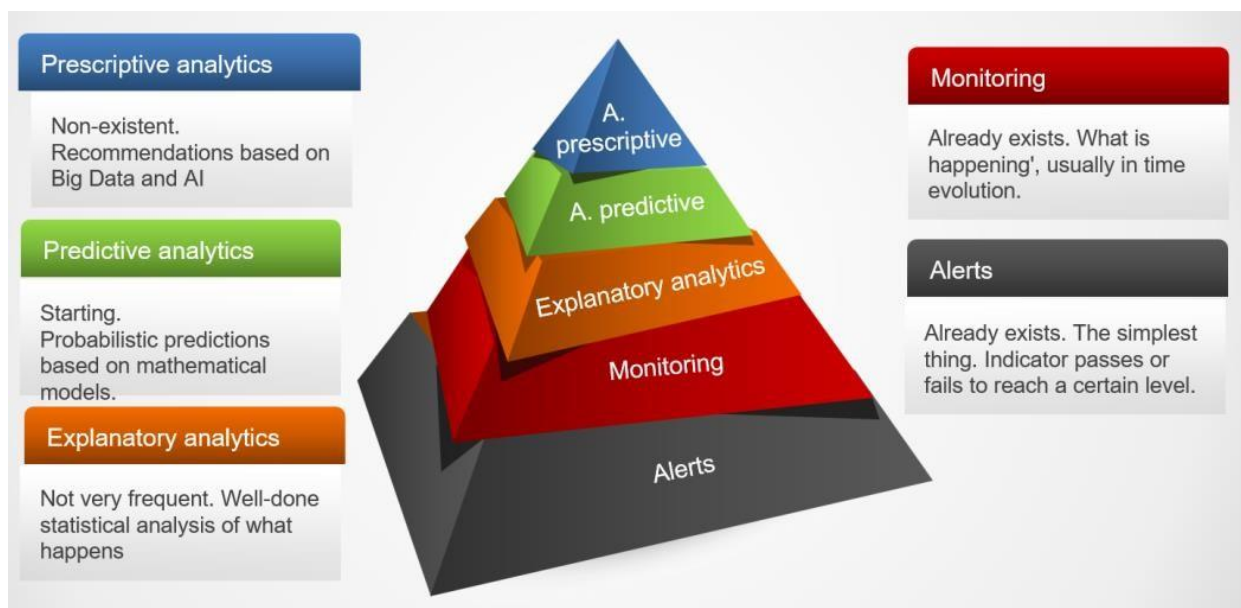 Prescriptive analytics
Non-existent.
Recommendations based on
Big Data and AI
Predictive analytics
Starting.
Probabilistic predictions
based on mathematical
models.
Explanatory analytics
Not very frequent. Well-done
statistical analysis of what
happens
A.
prescriptive
A. predictive
Explanatory analytics
Monitoring
Alerts
Monitoring
Already exists. What is
happening', usually in time
evolution.
Alerts
Already exists. The simplest
thing. Indicator passes or
fails to reach a certain level.